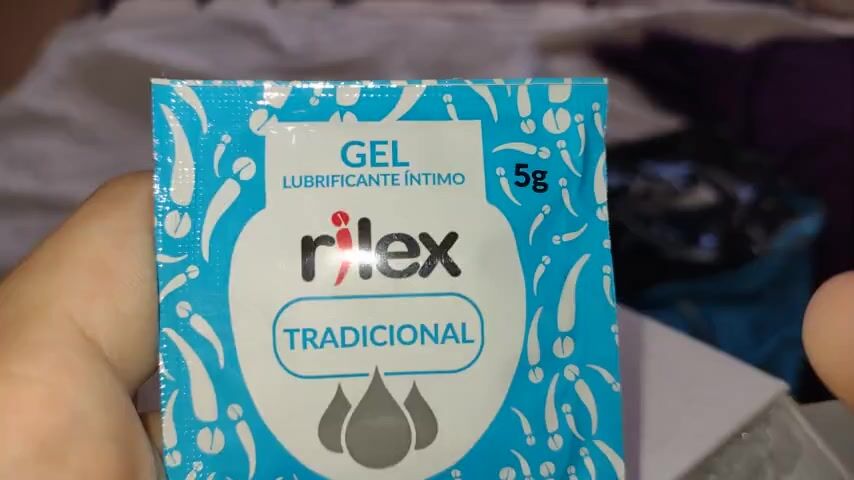 GEL
LUBRIFICANTE ÍNTIMO
5g
rilex
TRADICIONAL